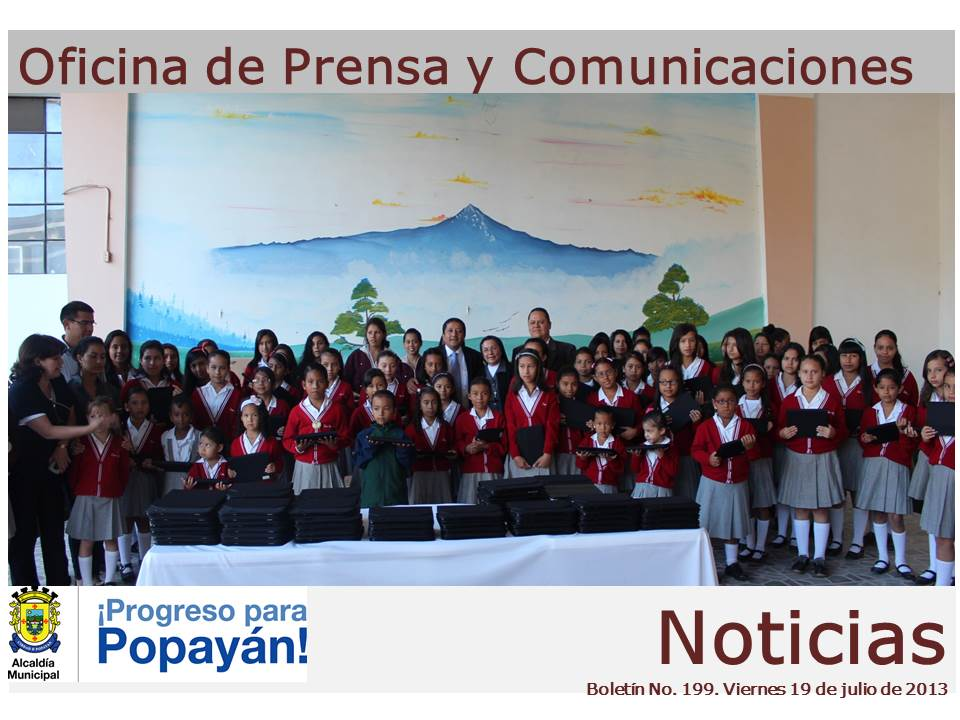 Oficina de Prensa y Comunicaciones
Alcaldía
Municipal
¡Progreso para
Popayán!
Noticias
Boletín No. 199. Viernes 19 de julio de 2013